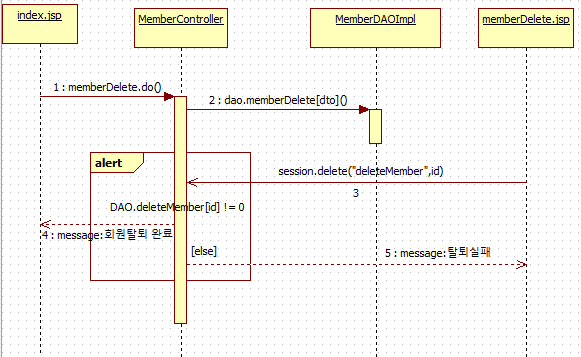 index.jsp
MemberController
MemberDAOImpl
memberDelete.jsp
1 : memberDelete.do()
2 : dao.memberDelete[dto]()
alert
session.delete("deleteMember",id)
3
DAO.deleteMember[id] != 0
4 : message:회원탈퇴 완료
[else]
5 : message:탈퇴실패